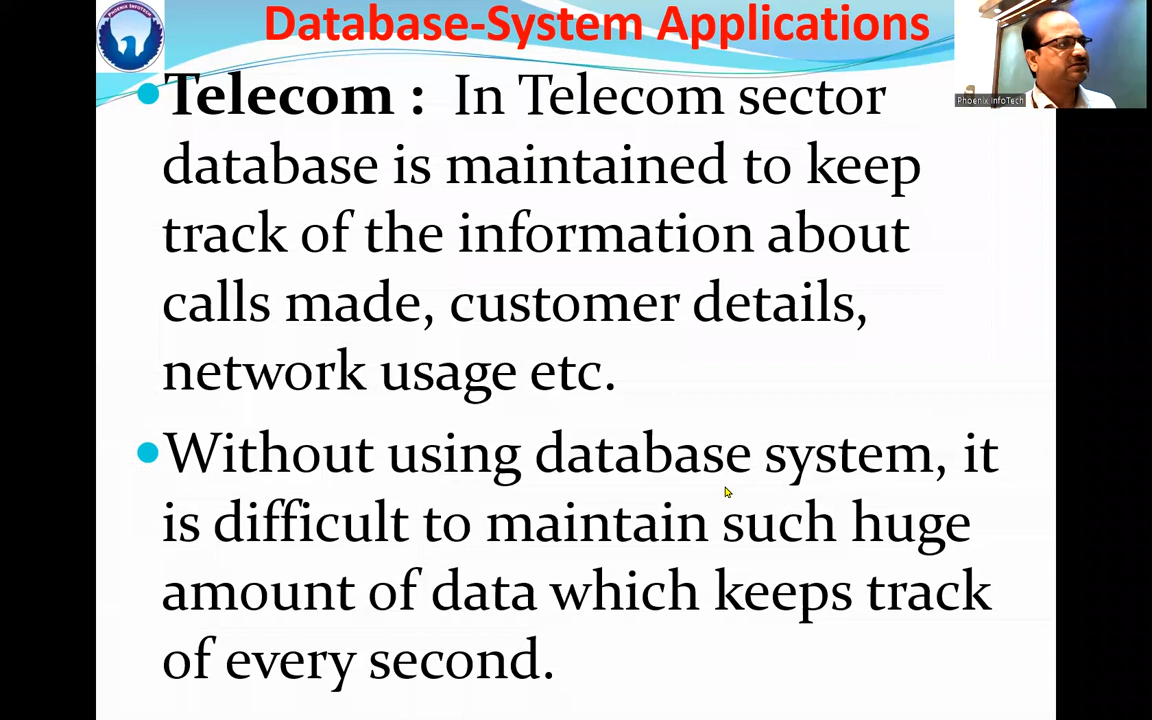 PHOENIX INFOTECH
Database-System Applications
Phoenix InfoTech
•Telecom : In Telecom sector
database is maintained to keep
track of the information about
calls made, customer details,
network usage etc.
•Without using database system, it
is difficult to maintain such huge
amount of data which keeps track
of every second.